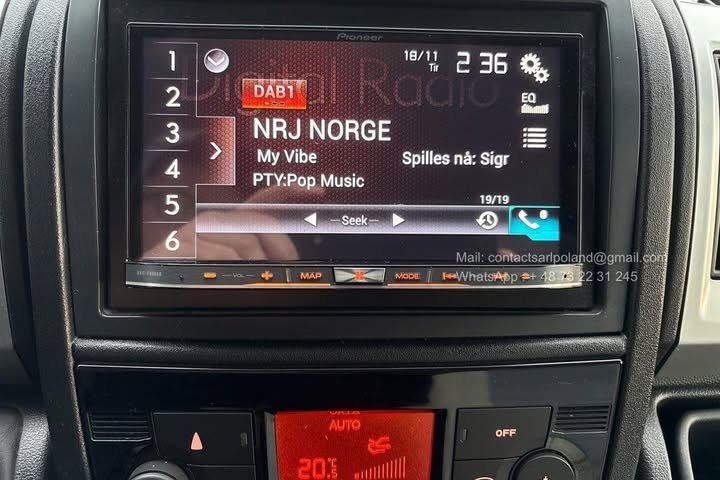 Pioneer
1
2
3
4
5
6
Digital Radio
18/11
Tir
2 36
DAB1
EQ
NRJ NORGE
My Vibe
Spilles nå: Sigr
PTY:Pop Music
19/19
Seek
Mail: contactsarlpoland@gmail.com
WhatsApp : + 48 73 22 31 245
VOL
MAP
MODE
AUTO
OFF
20°c